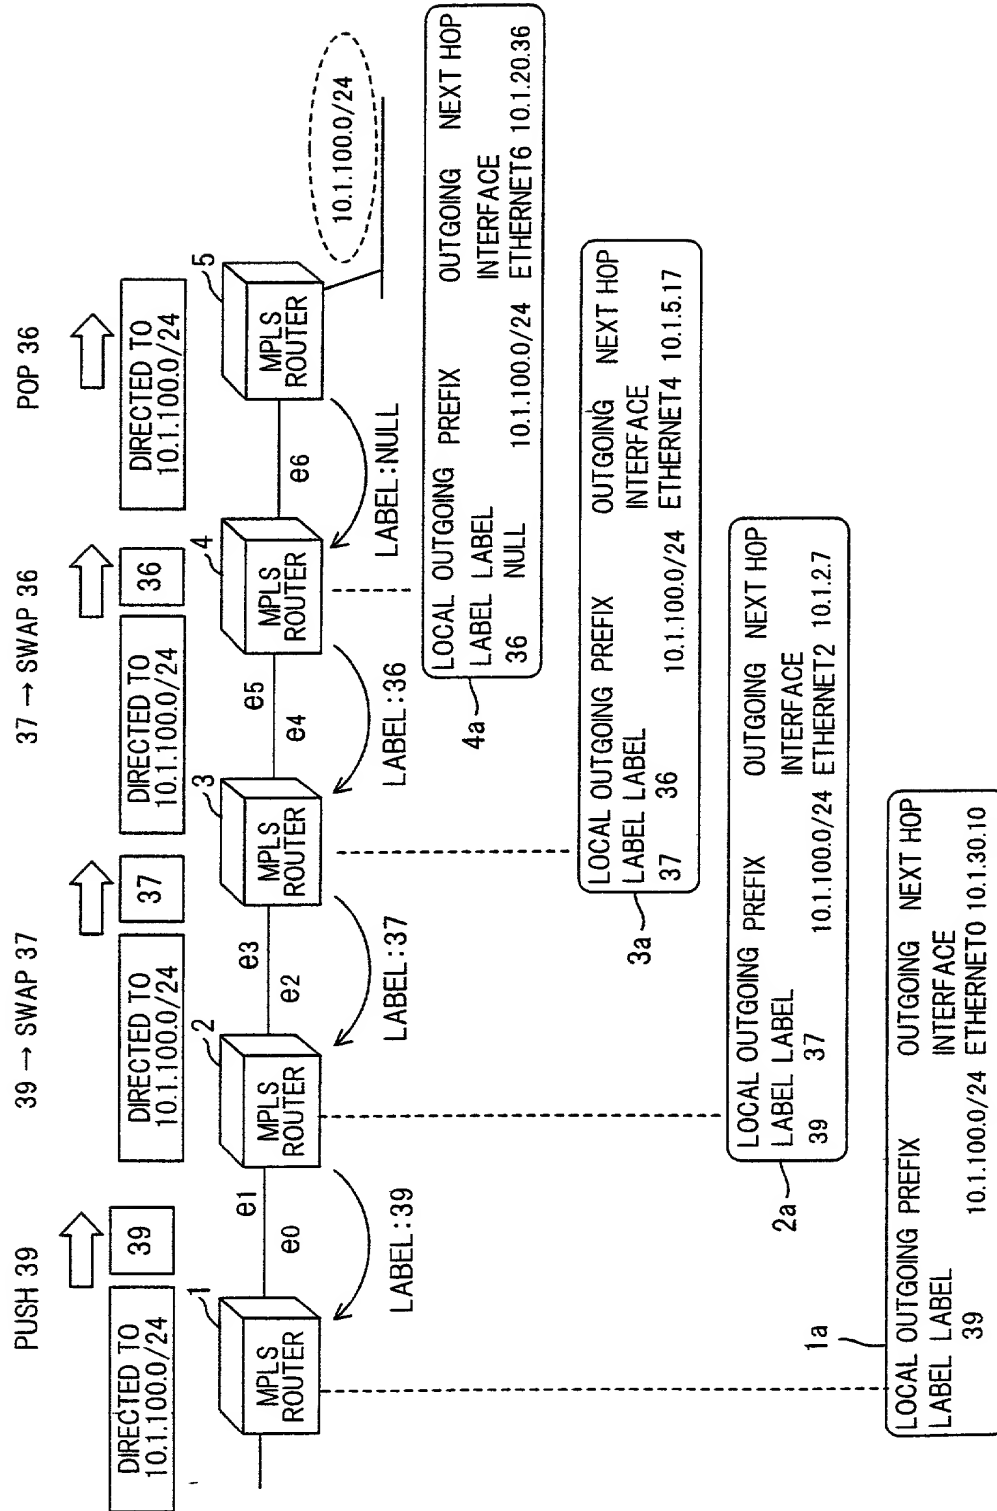 PUSH 39
39 → SWAP 37
37 → SWAP 36
POP 36
DIRECTED TO
10.1.100.0/24
39
DIRECTED TO
10.1.100.0/24
37
DIRECTED TO
10.1.100.0/24
36
DIRECTED TO
10.1.100.0/24
1
MPLS
ROUTER
e0
e1
2
MPLS
ROUTER
e2
e3
3
MPLS
ROUTER
e4
e5
4
MPLS
ROUTER
e6
5
MPLS
ROUTER
10.1.100.0/24
LABEL:39
LABEL:37
LABEL:36
LABEL:NULL
4a
LOCAL OUTGOING PREFIX OUTGOING NEXT HOP
LABEL LABEL INTERFACE
36 NULL 10.1.100.0/24 ETHERNET6 10.1.20.36
3a
LOCAL OUTGOING PREFIX OUTGOING NEXT HOP
LABEL LABEL INTERFACE
37 36 10.1.100.0/24 ETHERNET4 10.1.5.17
2a
LOCAL OUTGOING PREFIX OUTGOING NEXT HOP
LABEL LABEL INTERFACE
39 37 10.1.100.0/24 ETHERNET2 10.1.2.7
1a
LOCAL OUTGOING PREFIX OUTGOING NEXT HOP
LABEL LABEL INTERFACE
39 10.1.100.0/24 ETHERNET0 10.1.30.10